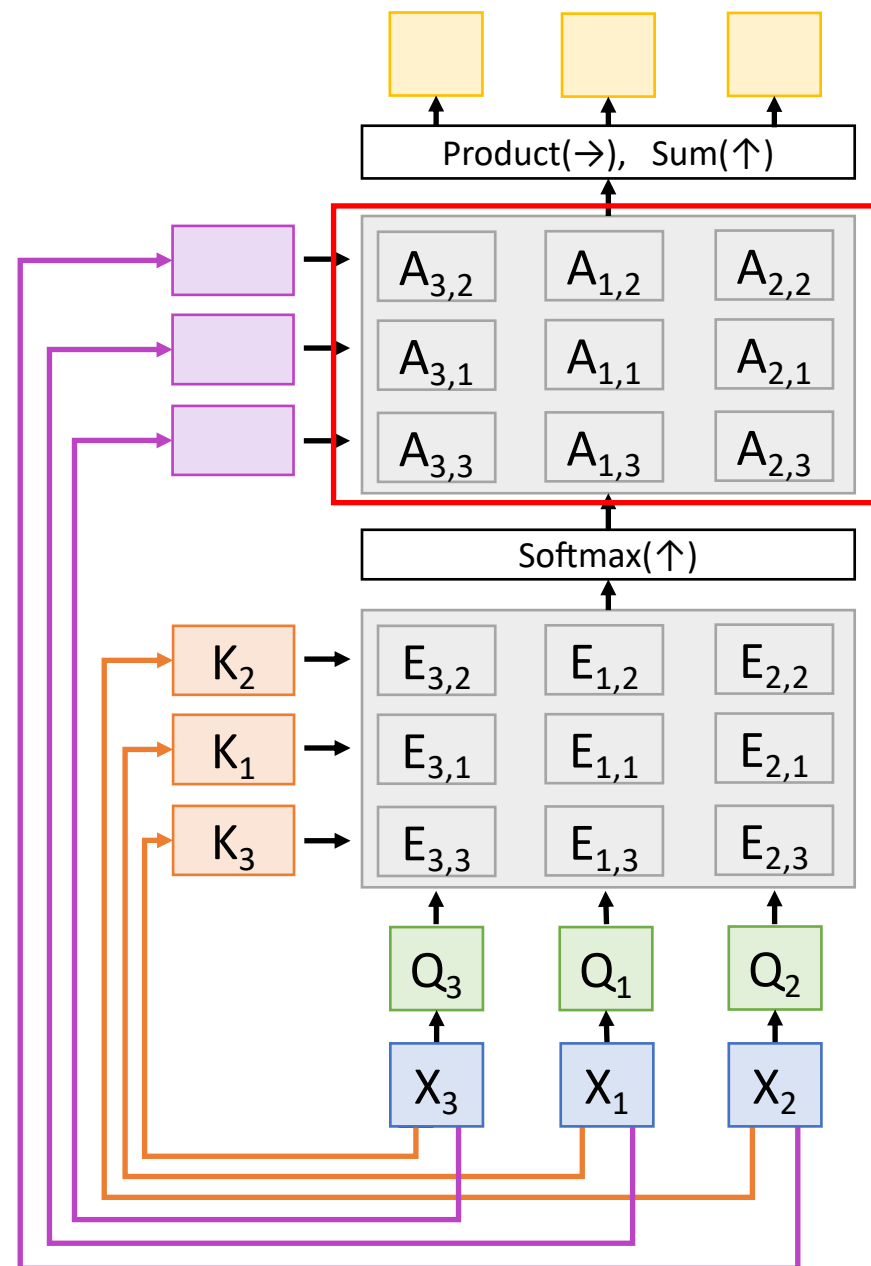 Product(→), Sum(↑)
A3,2 A1,2 A2,2
A3,1 A1,1 A2,1
A3,3 A1,3 A2,3
Softmax(↑)
K2 E3,2 E1,2 E2,2
K1 E3,1 E1,1 E2,1
K3 E3,3 E1,3 E2,3
Q3 Q1 Q2
X3 X1 X2